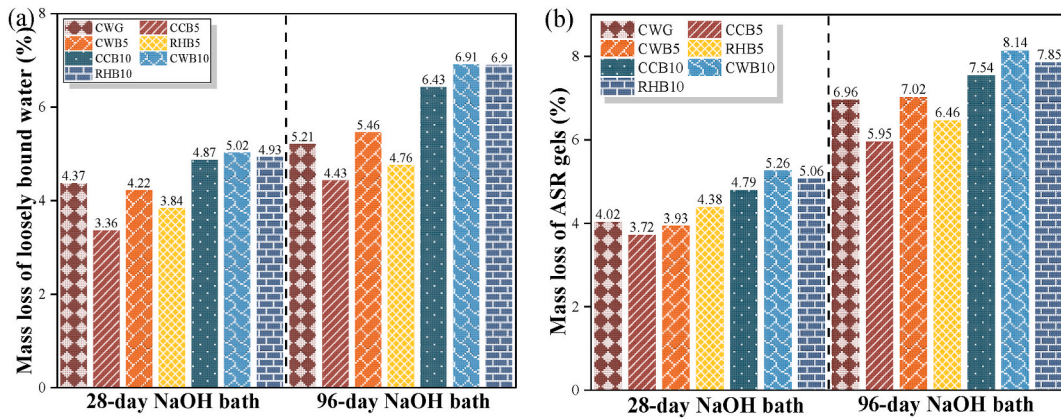 (a)
Mass loss of loosely bound water (%)
8
6
4
2
0
CWG
CCB5
CWB5
RHB5
CCB10
CWB10
RHB10
4.37
3.36
4.22
3.84
4.87
5.02
4.93
5.21
4.43
5.46
4.76
6.43
6.91
6.9
28-day NaOH bath
96-day NaOH bath
(b)
Mass loss of ASR gels (%)
8
6
4
2
0
CWG
CCB5
CWB5
RHB5
CCB10
CWB10
RHB10
4.02
3.72
3.93
4.38
4.79
5.26
5.06
6.96
5.95
7.02
6.46
7.54
8.14
7.85
28-day NaOH bath
96-day NaOH bath